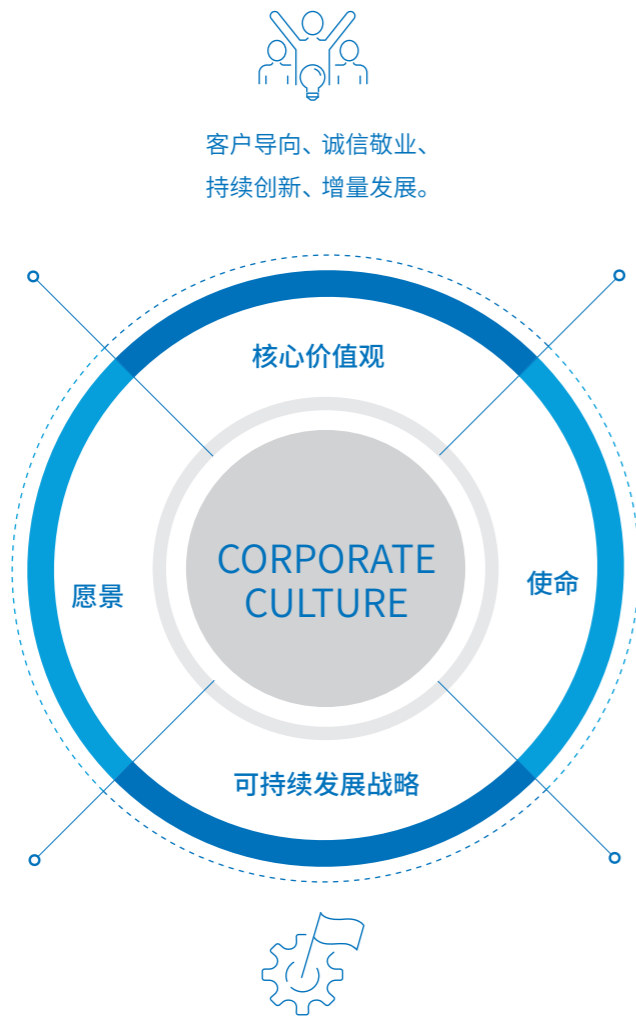 客户导向、诚信敬业、
持续创新、增量发展。
核心价值观
CORPORATE
CULTURE
愿景
使命
可持续发展战略